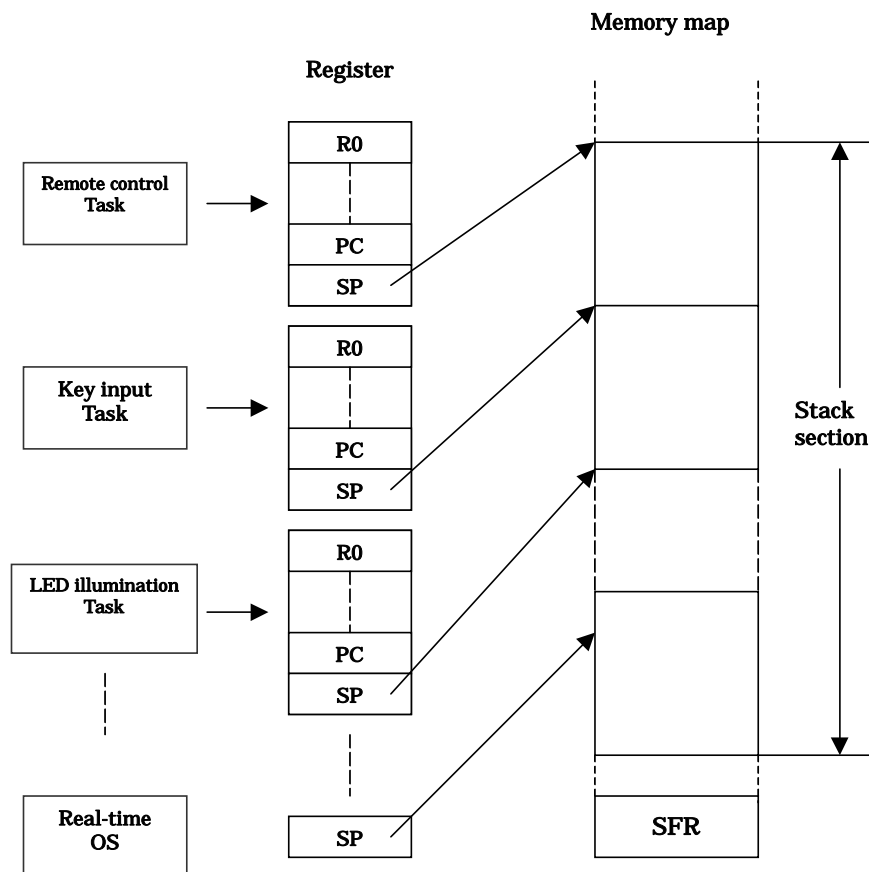 Memory map
Register
R0
Remote control
Task
PC
SP
R0
Key input
Task
PC
SP
Stack
section
R0
LED illumination
Task
PC
SP
Real-time
OS
SP
SFR